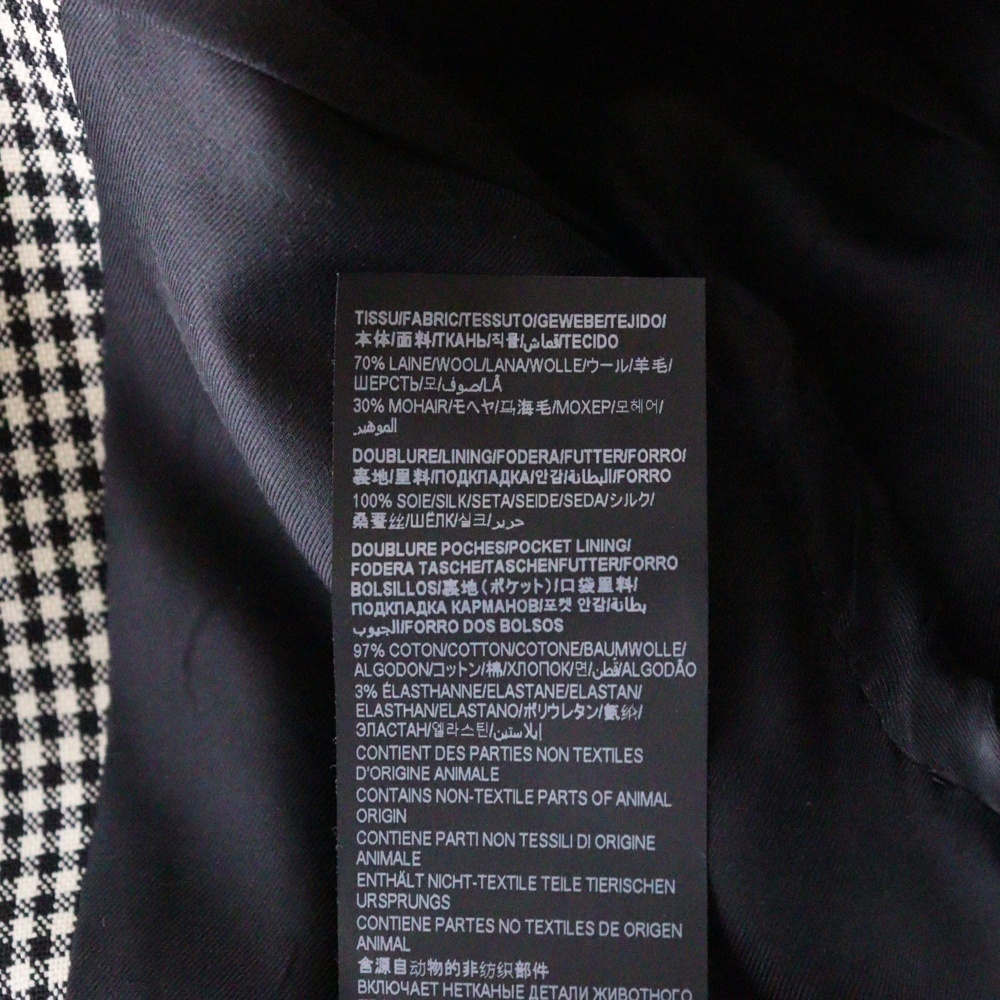 TISSU/FABRIC/TESSUTO/GEWEBE/TEJIDO/
本体/面料/ТКАНЬ/직물/قماش/TECIDO
70% LAINE/WOOL/LANA/WOLLE/ウール/羊毛/
ШЕРСТЬ/모/صوف/LÃ
30% MOHAIR/モヘヤ/马海毛/МОХЕР/모헤어/
الموهير
DOUBLURE/LINING/FODERA/FUTTER/FORRO/
裏地/里料/ПОДКЛАДКА/안감/البطانة/FORRO
100% SOIE/SILK/SETA/SEIDE/SEDA/シルク/
桑蚕丝/ШЁЛК/실크/حرير
DOUBLURE POCHES/POCKET LINING/
FODERA TASCHE/TASCHENFUTTER/FORRO
BOLSILLOS/裏地(ポケット)/口袋里料/
ПОДКЛАДКА КАРМАНОВ/포켓 안감/بطانة
الجيوب/FORRO DOS BOLSOS
97% COTON/COTTON/COTONE/BAUMWOLLE/
ALGODON/コットン/棉/ХЛОПОК/면/قطن/ALGODÃO
3% ÉLASTHANNE/ELASTANE/ELASTAN/
ELASTHAN/ELASTANO/ポリウレタン/氨纶/
ЭЛАСТАН/엘라스틴/إيلاستين
CONTIENT DES PARTIES NON TEXTILES
D'ORIGINE ANIMALE
CONTAINS NON-TEXTILE PARTS OF ANIMAL
ORIGIN
CONTIENE PARTI NON TESSILI DI ORIGINE
ANIMALE
ENTHÄLT NICHT-TEXTILE TEILE TIERISCHEN
URSPRUNGS
CONTIENE PARTES NO TEXTILES DE ORIGEN
ANIMAL
含源自动物的非纺织部件
ВКЛЮЧАЕТ НЕТКАНЫЕ ДЕТАЛИ ЖИВОТНОГО